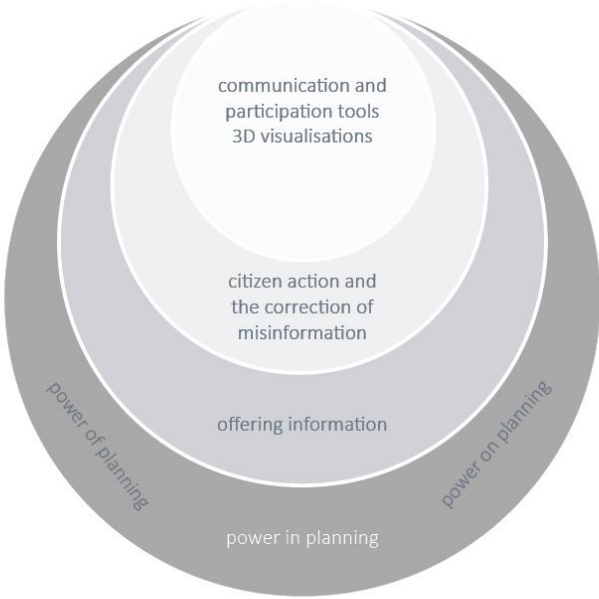 communication and
participation tools
3D visualisations
citizen action and
the correction of
misinformation
offering information
power of planning
power on planning
power in planning